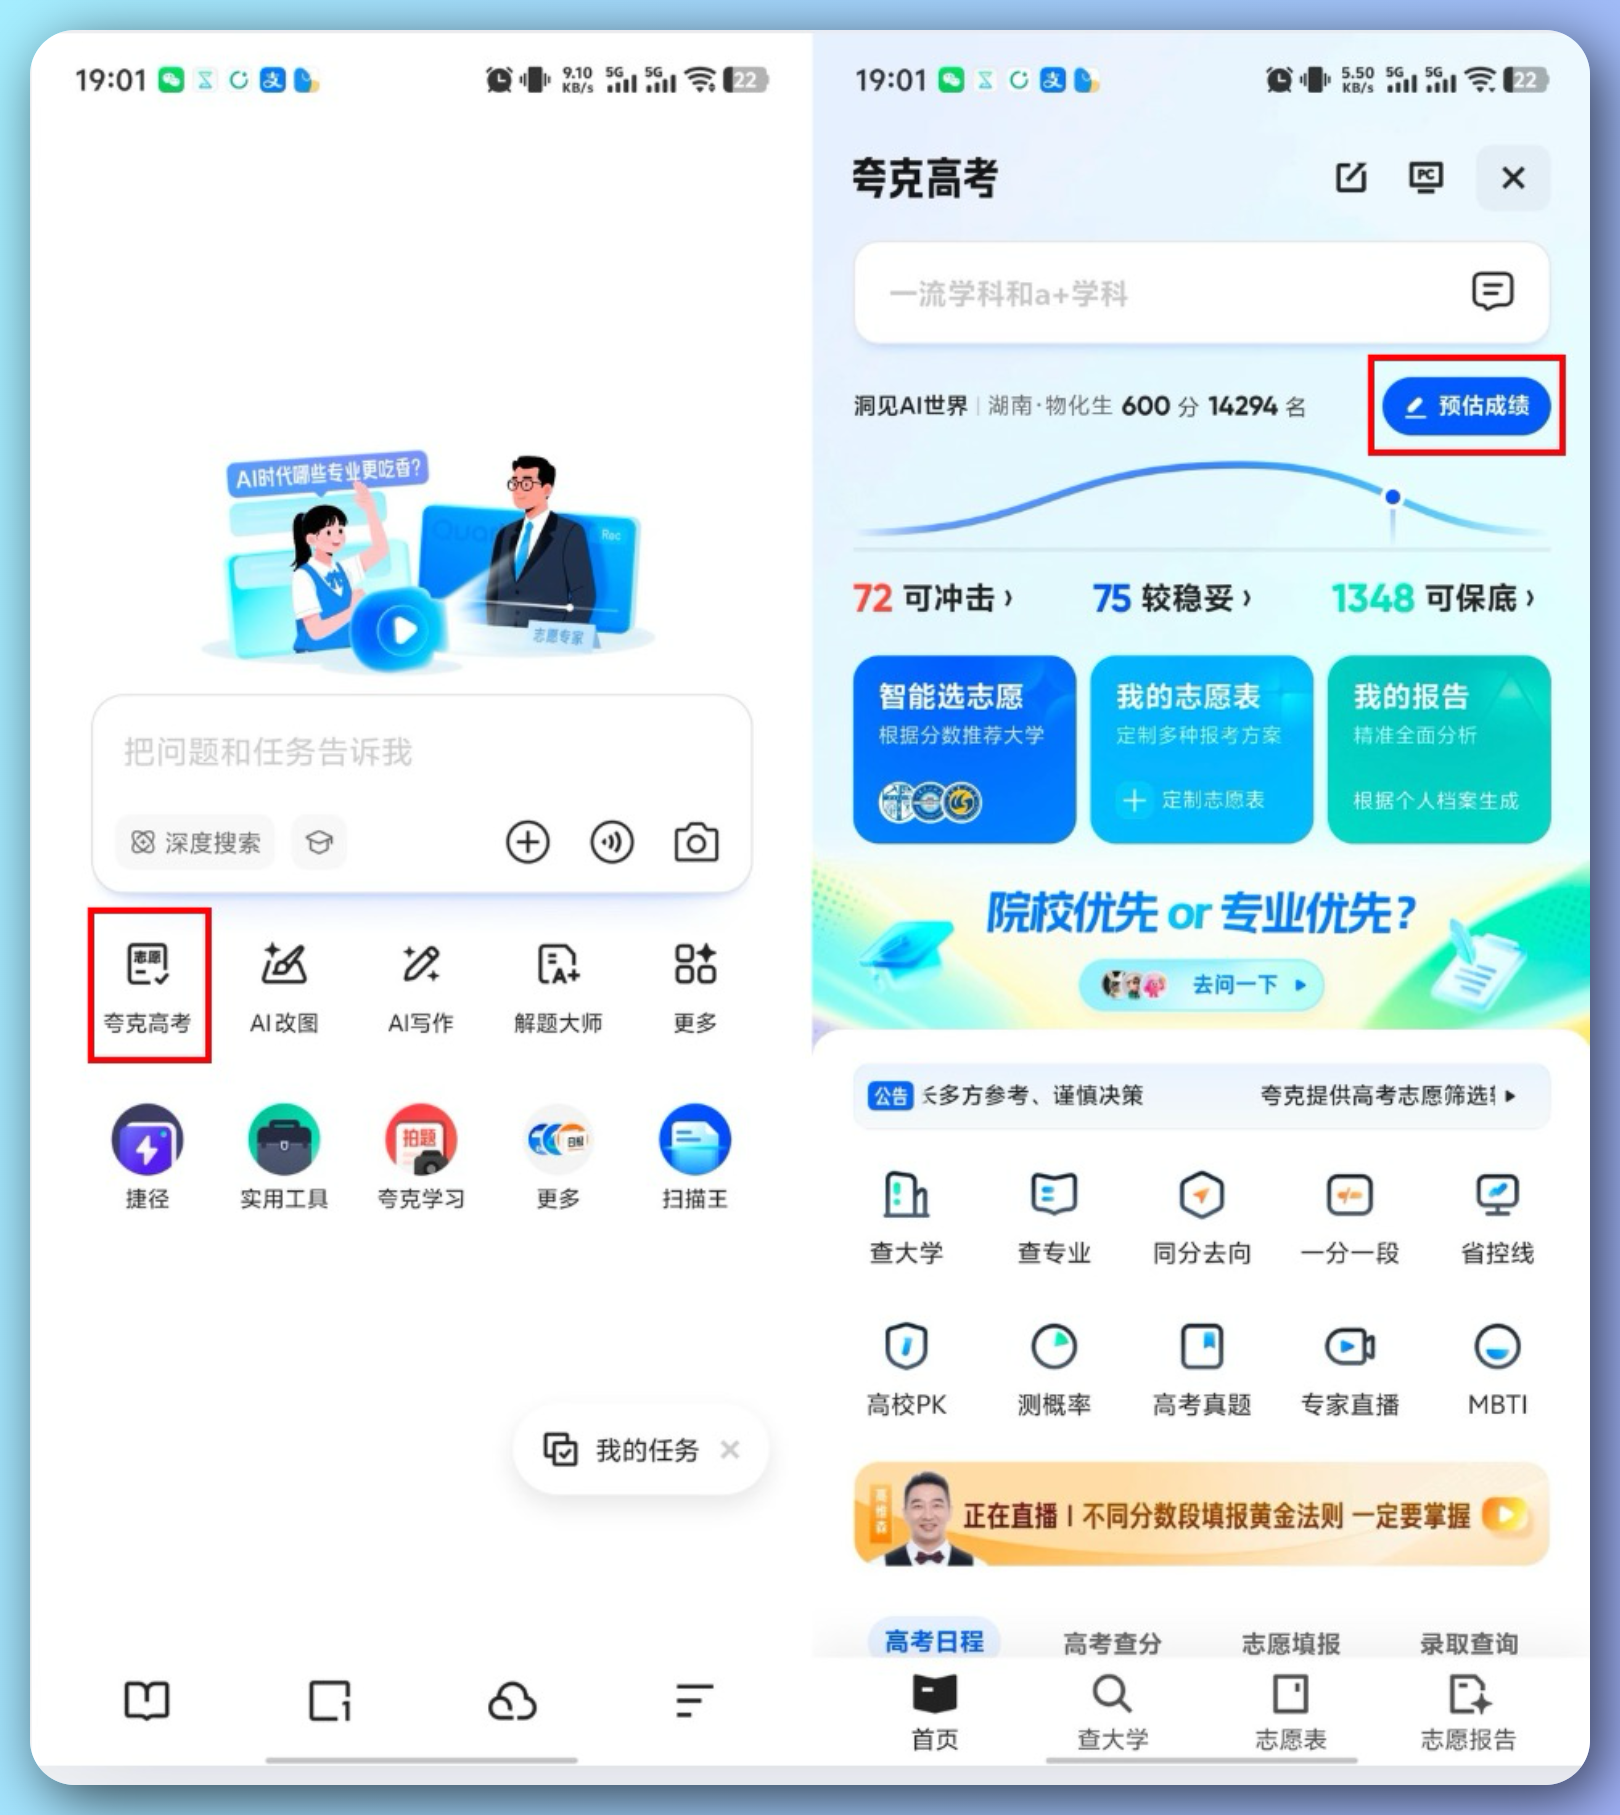 19:01
9.10
KB/s
5G
5G
22
AI时代哪些专业更吃香?
Rec
志愿专家
把问题和任务告诉我
深度搜索
志愿
夸克高考
AI改图
AI写作
A+
解题大师
更多
捷径
实用工具
拍题
夸克学习
日报
更多
扫描王
我的任务
1
19:01
5.50
KB/s
5G
5G
22
夸克高考
PC
一流学科和a+学科
洞见AI世界 | 湖南·物化生 600 分 14294 名
预估成绩
72 可冲击 ›
75 较稳妥 ›
1348 可保底 ›
智能选志愿
根据分数推荐大学
我的志愿表
定制多种报考方案
定制志愿表
我的报告
精准全面分析
根据个人档案生成
院校优先 or 专业优先?
去问一下
公告
长多方参考、谨慎决策
夸克提供高考志愿筛选
查大学
查专业
同分去向
一分一段
省控线
高校PK
测概率
高考真题
专家直播
MBTI
正在直播 | 不同分数段填报黄金法则 一定要掌握
高考日程
高考查分
志愿填报
录取查询
首页
查大学
志愿表
志愿报告